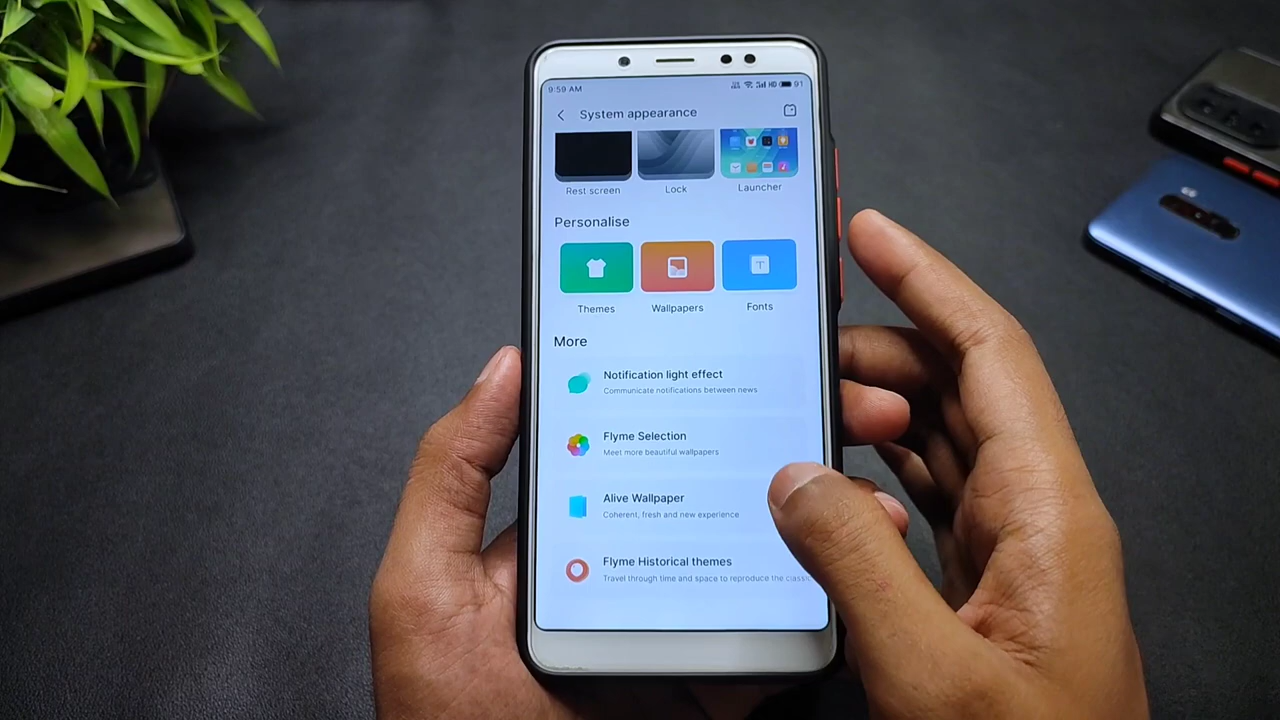 9:59 AM
HD 91
System appearance
Rest screen
Lock
Launcher
Personalise
T
Themes
Wallpapers
Fonts
More
Notification light effect
Communicate notifications between news
Flyme Selection
Meet more beautiful wallpapers
Alive Wallpaper
Coherent, fresh and new experience
Flyme Historical themes
Travel through time and space to reproduce the classic